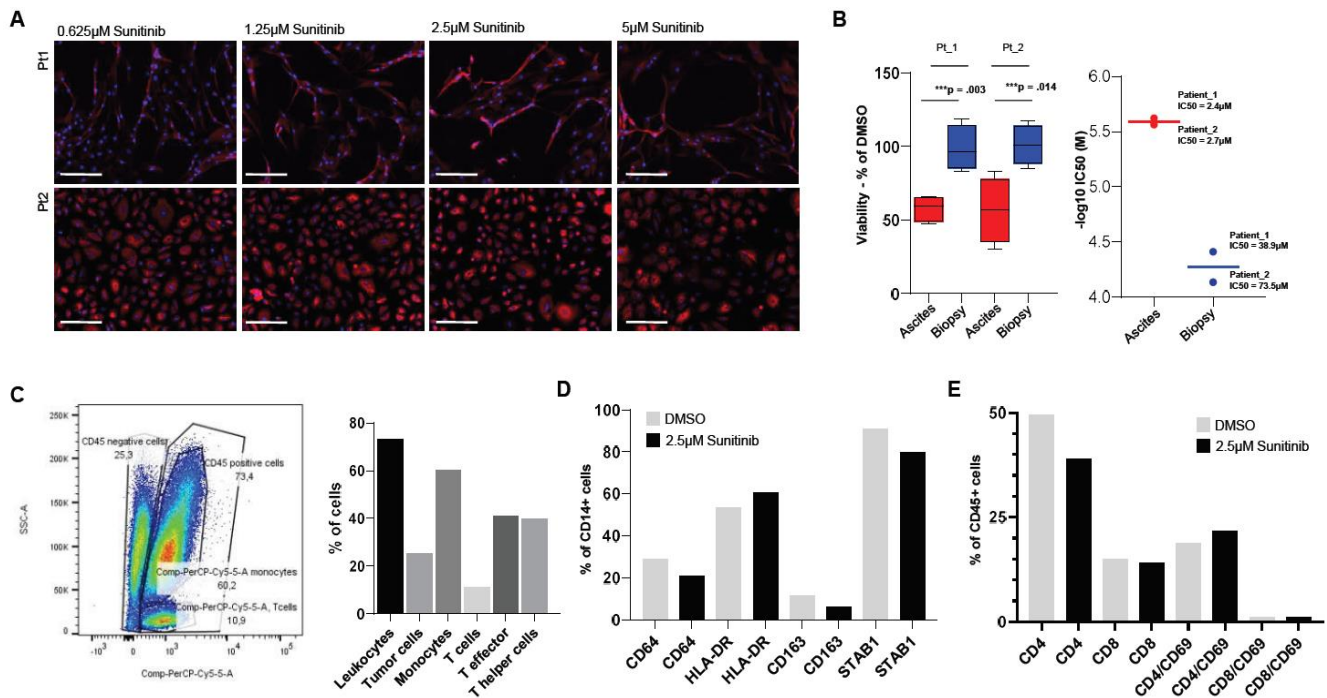 A
0.625µM Sunitinib
1.25µM Sunitinib
2.5µM Sunitinib
5µM Sunitinib
Pt1
Pt2
B
Pt_1
Pt_2
***p = .003
***p = .014
150
100
50
0
Viability - % of DMSO
Ascites
Biopsy
Ascites
Biopsy
6.0
5.5
5.0
4.5
4.0
-log10 IC50 (M)
Patient_1
IC50 = 2.4µM
Patient_2
IC50 = 2.7µM
Patient_1
IC50 = 38.9µM
Patient_2
IC50 = 73.5µM
Ascites
Biopsy
C
250K
200K
150K
100K
50K
0
SSC-A
CD45 negative cells
25,3
CD45 positive cells
73,4
Comp-PerCP-Cy5-5-A monocytes
60,2
Comp-PerCP-Cy5-5-A, Tcells
10,9
-10³
0
10³
10⁴
10⁵
Comp-PerCP-Cy5-5-A
80
60
40
20
0
% of cells
Leukocytes
Tumor cells
Monocytes
T cells
T effector
T helper cells
D
DMSO
2.5µM Sunitinib
100
80
60
40
20
0
% of CD14+ cells
CD64
CD64
HLA-DR
HLA-DR
CD163
CD163
STAB1
STAB1
E
DMSO
2.5µM Sunitinib
50
25
0
% of CD45+ cells
CD4
CD4
CD8
CD8
CD4/CD69
CD4/CD69
CD8/CD69
CD8/CD69